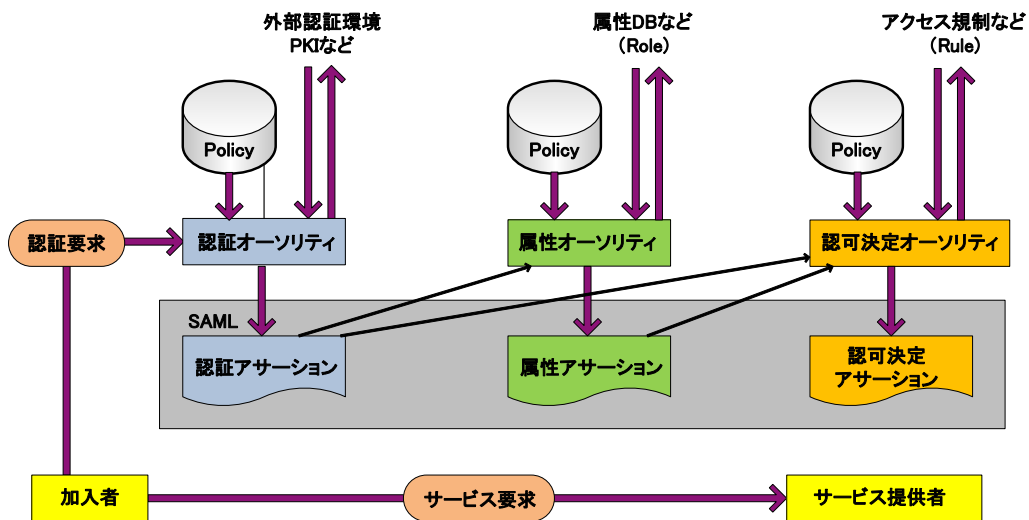 外部認証環境
PKIなど
属性DBなど
（Role）
アクセス規制など
（Rule）
Policy
Policy
Policy
認証要求
認証オーソリティ
属性オーソリティ
認可決定オーソリティ
SAML
認証アサーション
属性アサーション
認可決定
アサーション
加入者
サービス要求
サービス提供者